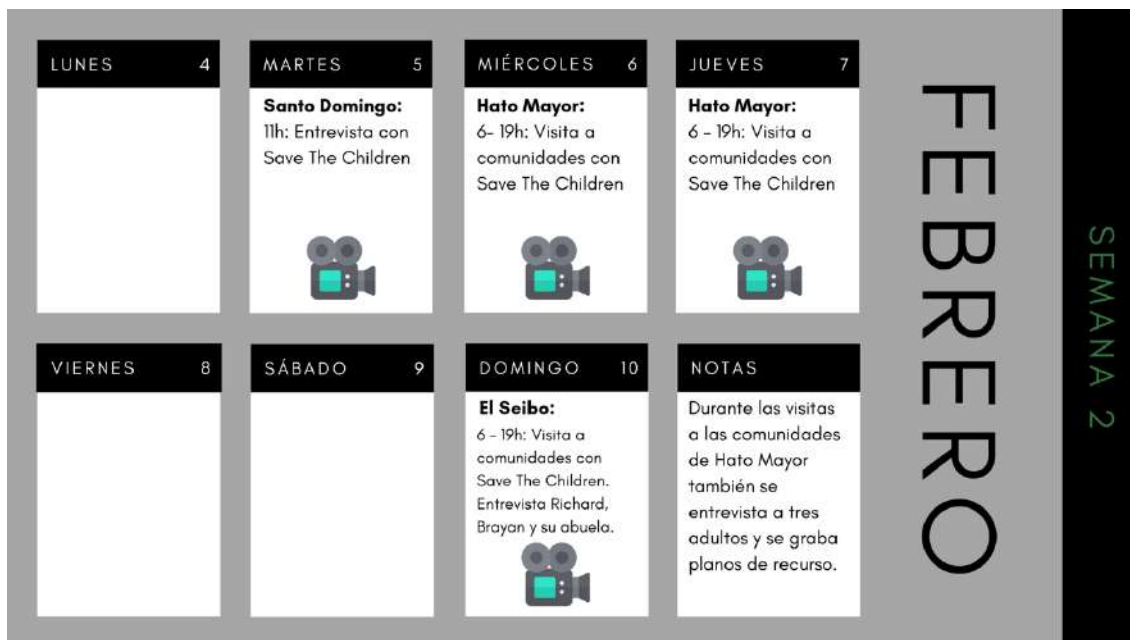 LUNES 4
MARTES 5
Santo Domingo:
11h: Entrevista con
Save The Children
MIÉRCOLES 6
Hato Mayor:
6- 19h: Visita a
comunidades con
Save The Children
JUEVES 7
Hato Mayor:
6 - 19h: Visita a
comunidades con
Save The Children
VIERNES 8
SÁBADO 9
DOMINGO 10
El Seibo:
6 - 19h: Visita a
comunidades con
Save The Children.
Entrevista Richard,
Brayan y su abuela.
NOTAS
Durante las visitas
a las comunidades
de Hato Mayor
también se
entrevista a tres
adultos y se graba
planos de recurso.
FEBRERO
SEMANA 2